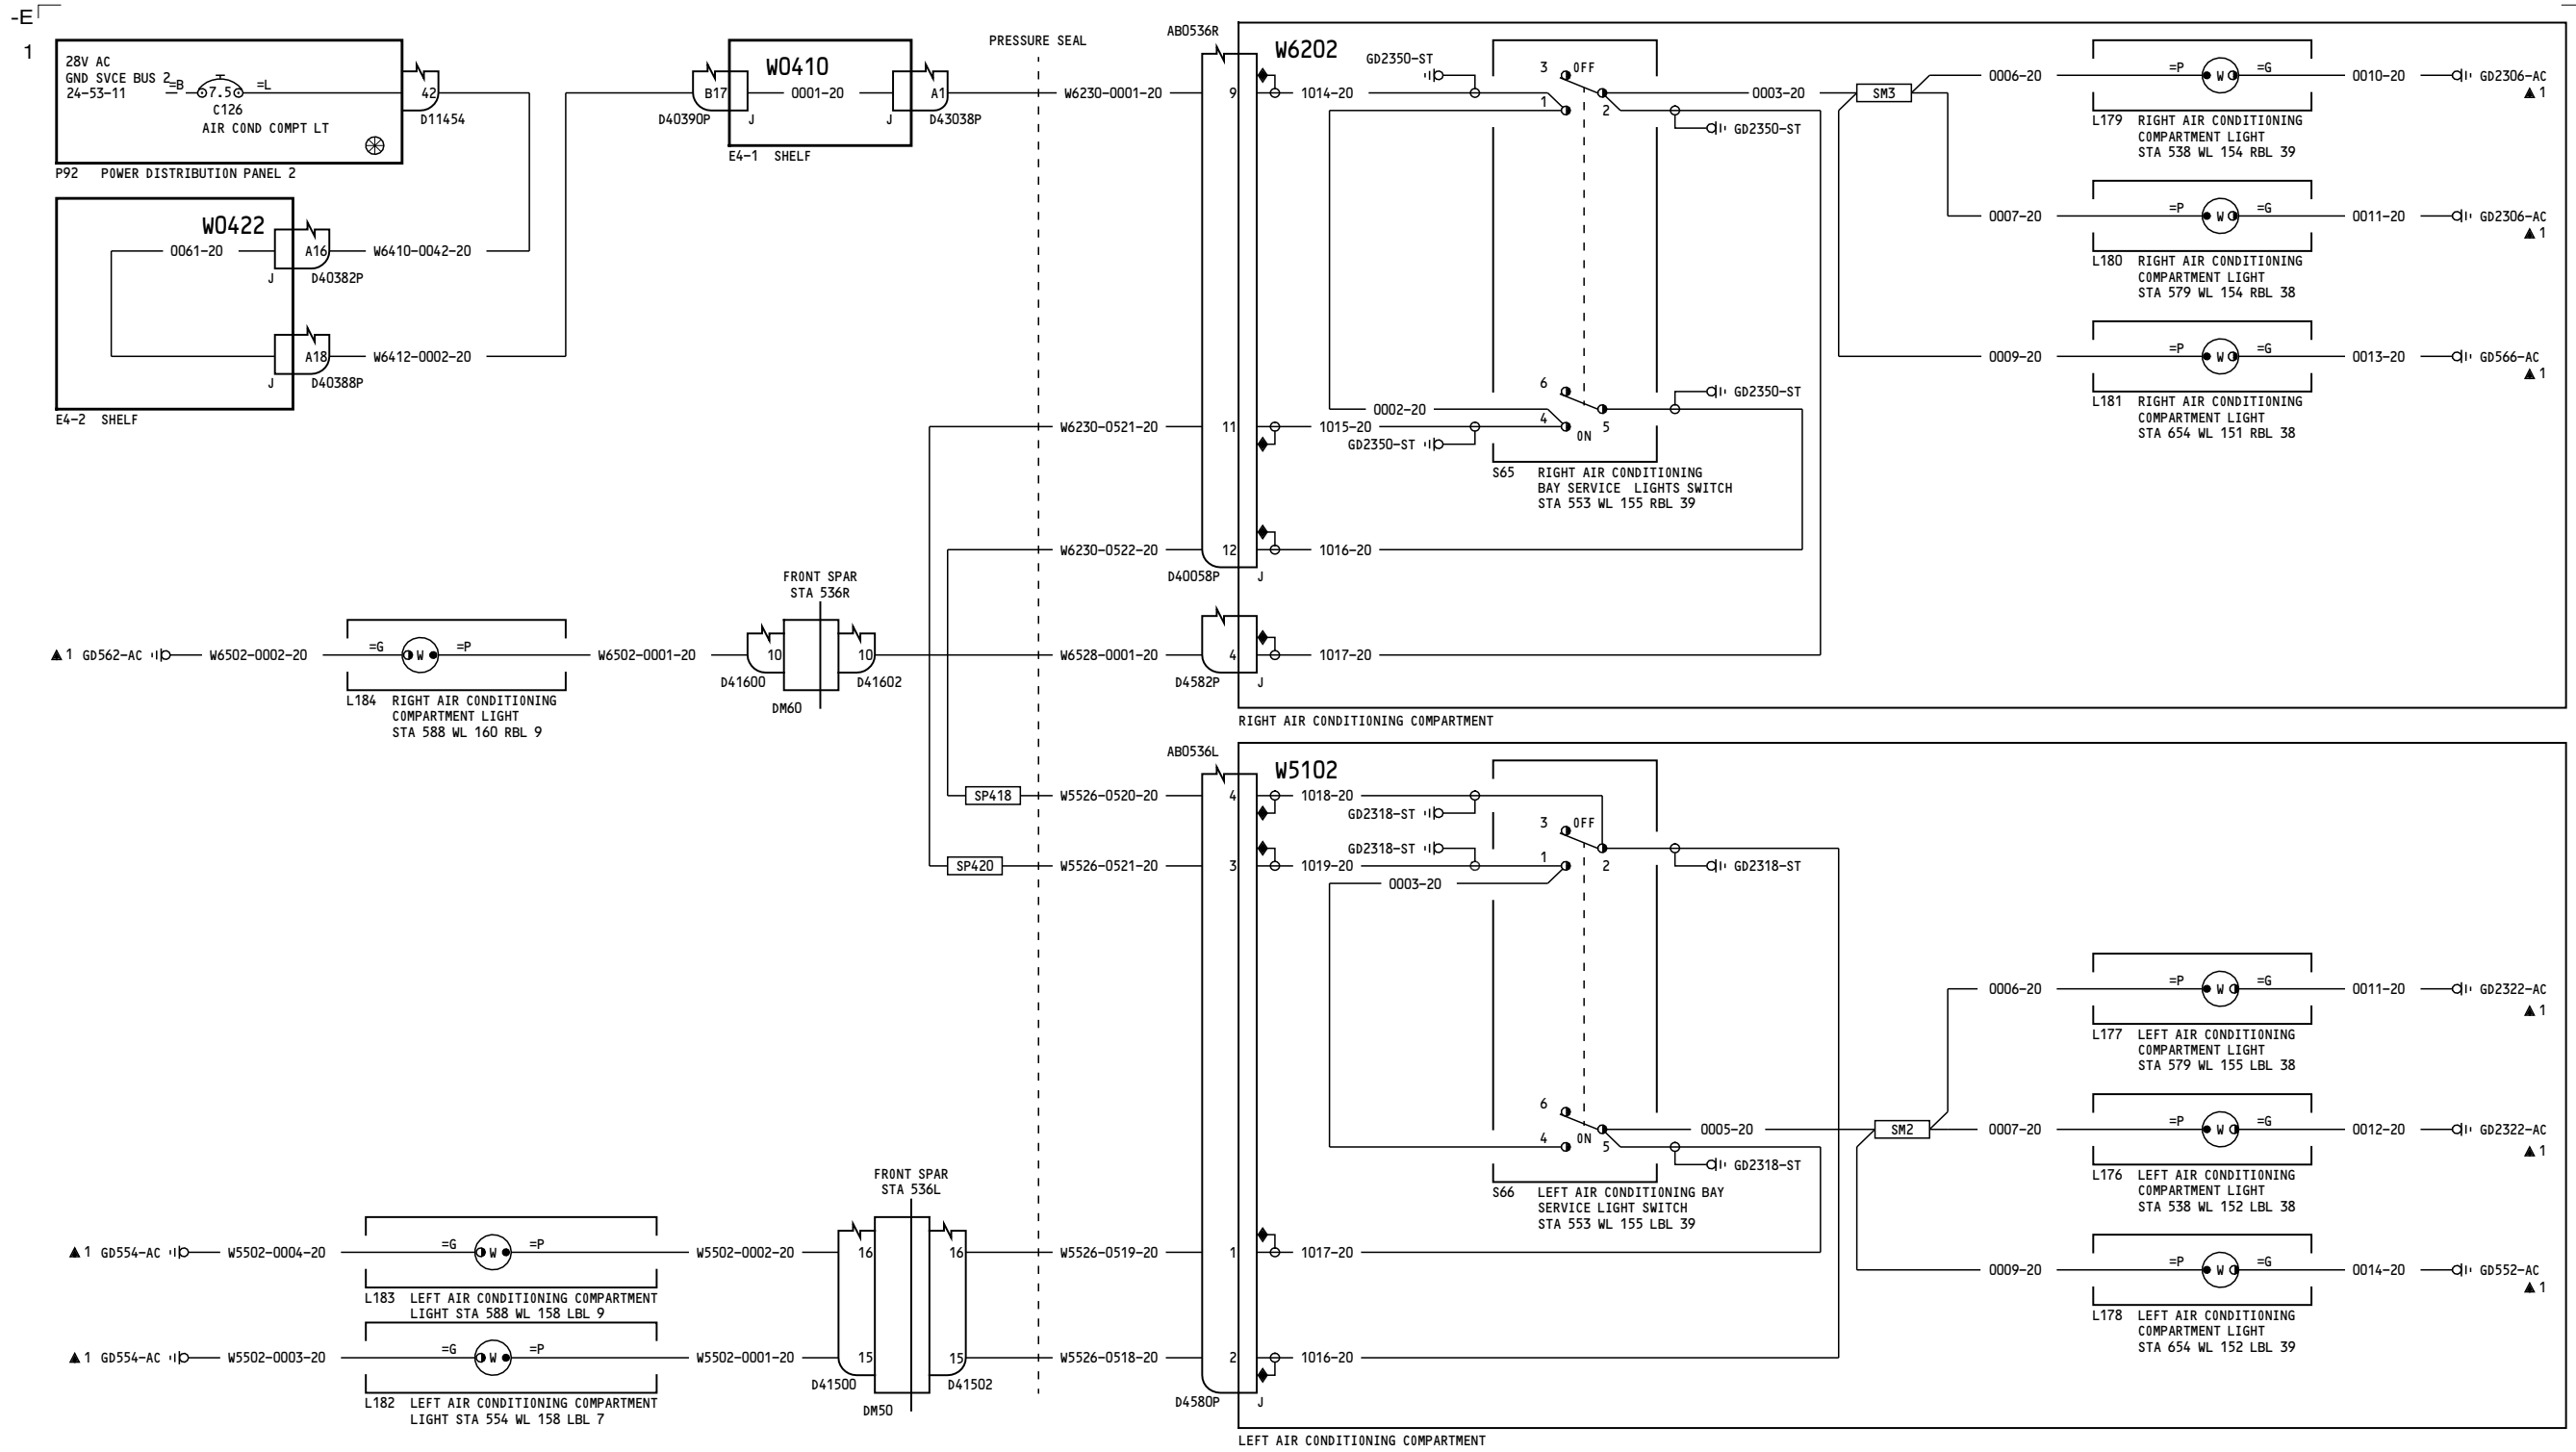 -E
1
28V AC
GND SVCE BUS 2
24-53-11
=B
7.5
=L
C126
AIR COND COMPT LT
42
D11454
P92 POWER DISTRIBUTION PANEL 2
W0422
0061-20
A16
W6410-0042-20
J
D40382P
A18
W6412-0002-20
J
D40388P
E4-2 SHELF
W0410
B17
0001-20
A1
D40390P
J
J
D43038P
E4-1 SHELF
PRESSURE SEAL
W6230-0001-20
AB0536R
W6202
9
1014-20
GD2350-ST
3
OFF
1
2
0003-20
GD2350-ST
SM3
0006-20
=P
W
=G
0010-20
GD2306-AC
1
L179 RIGHT AIR CONDITIONING
COMPARTMENT LIGHT
STA 538 WL 154 RBL 39
0007-20
=P
W
=G
0011-20
GD2306-AC
1
L180 RIGHT AIR CONDITIONING
COMPARTMENT LIGHT
STA 579 WL 154 RBL 38
0009-20
=P
W
=G
0013-20
GD566-AC
1
L181 RIGHT AIR CONDITIONING
COMPARTMENT LIGHT
STA 654 WL 151 RBL 38
6
GD2350-ST
0002-20
4
ON
5
W6230-0521-20
11
1015-20
GD2350-ST
S65 RIGHT AIR CONDITIONING
BAY SERVICE LIGHTS SWITCH
STA 553 WL 155 RBL 39
W6230-0522-20
12
1016-20
D40058P
J
FRONT SPAR
STA 536R
1 GD562-AC
W6502-0002-20
=G
W
=P
W6502-0001-20
10
10
W6528-0001-20
4
1017-20
D41600
D41602
D4582P
J
L184 RIGHT AIR CONDITIONING
COMPARTMENT LIGHT
STA 588 WL 160 RBL 9
DM60
RIGHT AIR CONDITIONING COMPARTMENT
AB0536L
W5102
SP418
W5526-0520-20
4
1018-20
GD2318-ST
3
OFF
GD2318-ST
1
2
SP420
W5526-0521-20
3
1019-20
GD2318-ST
0003-20
0006-20
=P
W
=G
0011-20
GD2322-AC
1
L177 LEFT AIR CONDITIONING
COMPARTMENT LIGHT
STA 579 WL 155 LBL 38
6
4
ON
5
0005-20
SM2
0007-20
=P
W
=G
0012-20
GD2322-AC
1
GD2318-ST
L176 LEFT AIR CONDITIONING
COMPARTMENT LIGHT
STA 538 WL 152 LBL 38
S66 LEFT AIR CONDITIONING BAY
SERVICE LIGHT SWITCH
STA 553 WL 155 LBL 39
FRONT SPAR
STA 536L
1 GD554-AC
W5502-0004-20
=G
W
=P
W5502-0002-20
16
16
W5526-0519-20
1
1017-20
0009-20
=P
W
=G
0014-20
GD552-AC
1
L183 LEFT AIR CONDITIONING COMPARTMENT
LIGHT STA 588 WL 158 LBL 9
L178 LEFT AIR CONDITIONING
COMPARTMENT LIGHT
STA 654 WL 152 LBL 39
1 GD554-AC
W5502-0003-20
=G
W
=P
W5502-0001-20
15
15
W5526-0518-20
2
1016-20
D41500
D41502
D4580P
J
L182 LEFT AIR CONDITIONING COMPARTMENT
LIGHT STA 554 WL 158 LBL 7
DM50
LEFT AIR CONDITIONING COMPARTMENT